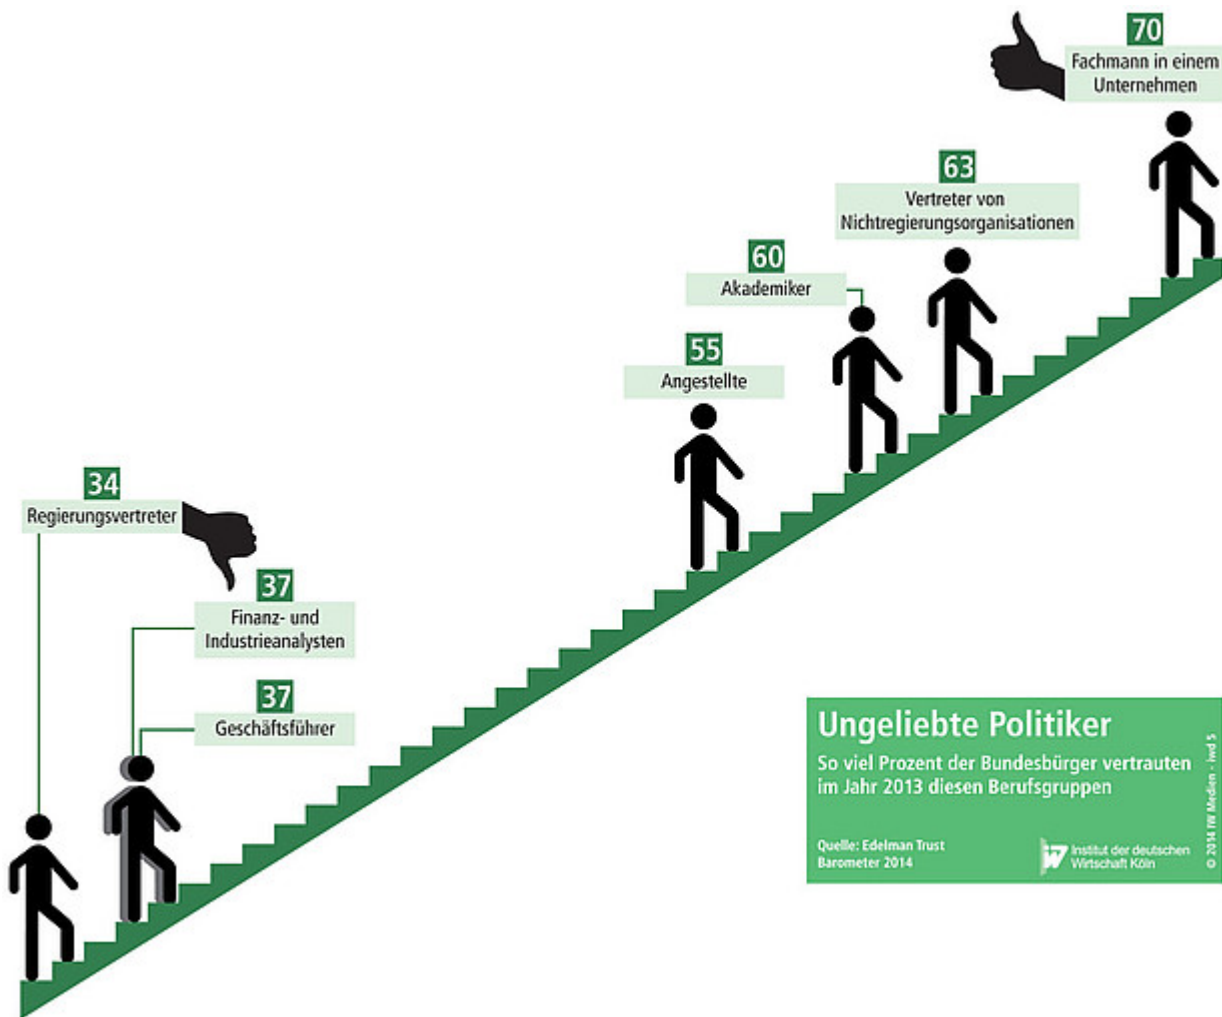 70
Fachmann in einem
Unternehmen
63
Vertreter von
Nichtregierungsorganisationen
60
Akademiker
55
Angestellte
34
Regierungsvertreter
37
Finanz- und
Industrieanalysten
37
Geschäftsführer
Ungeliebte Politiker
So viel Prozent der Bundesbürger vertrauten
im Jahr 2013 diesen Berufsgruppen
Quelle: Edelman Trust
Barometer 2014
iw Institut der deutschen
Wirtschaft Köln
© 2014 IW Medien - iwd 5